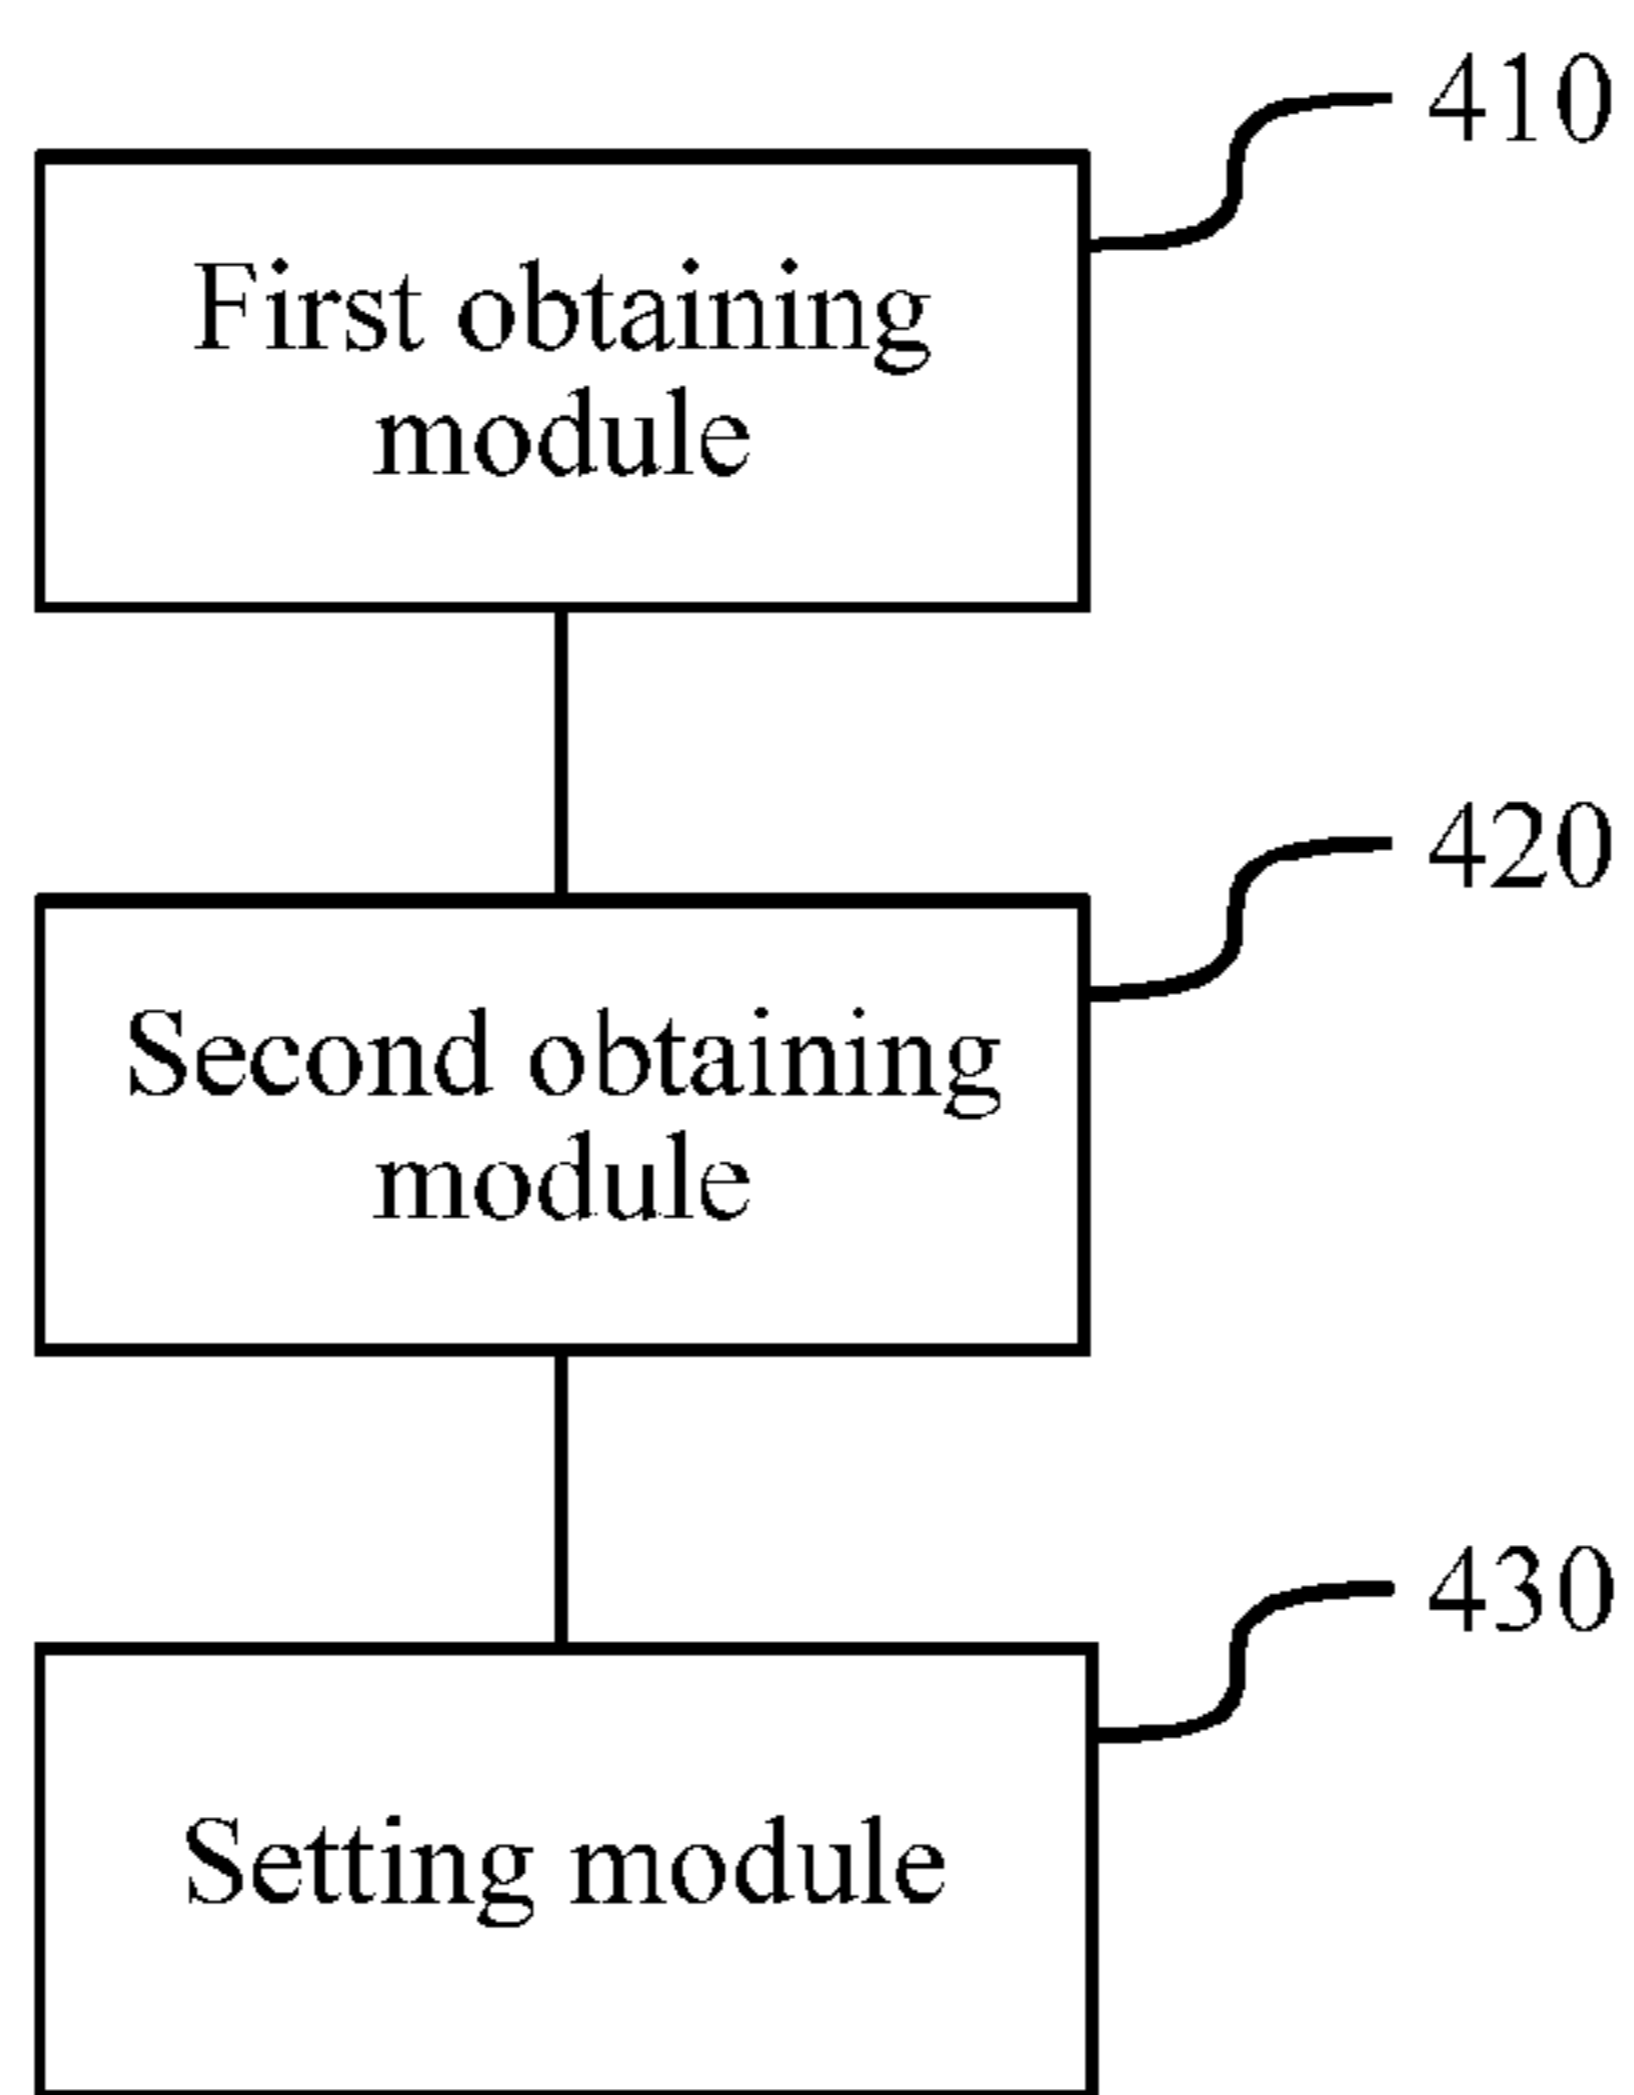 410
First obtaining
module
420
Second obtaining
module
430
Setting module